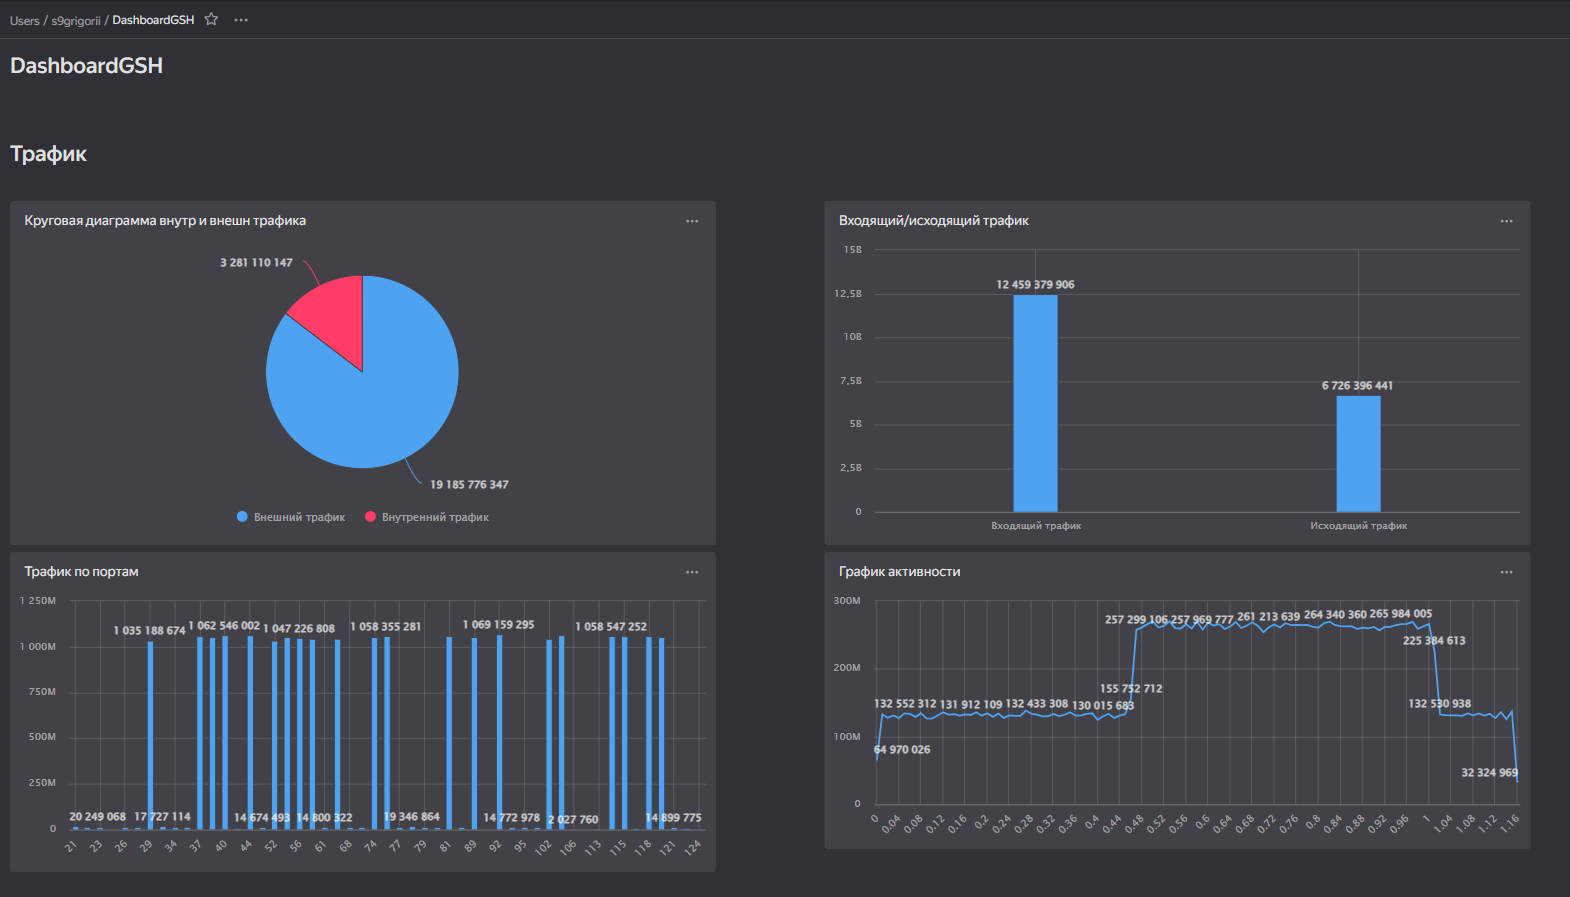 Users / s9grigorii / DashboardGSH
DashboardGSH
Трафик
Круговая диаграмма внутр и внешн трафика
3 281 110 147
19 185 776 347
Внешний трафик Внутренний трафик
Входящий/исходящий трафик
15B
12,5B
10B
7,5B
5B
2,5B
0
12 459 379 906
6 726 396 441
Входящий трафик Исходящий трафик
Трафик по портам
1 250M
1 000M
750M
500M
250M
0
1 035 188 674 1 062 546 002 1 047 226 808 1 058 355 281 1 069 159 295 1 058 547 252
20 249 068 17 727 114 14 674 493 14 800 322 19 346 864 14 772 978 2 027 760 14 899 775
21 23 26 29 34 37 40 44 52 56 61 68 74 77 79 81 89 92 95 102 106 113 115 118 121 124
График активности
300M
200M
100M
0
257 299 106 257 969 777 261 213 639 264 340 360 265 984 005
225 384 613
155 752 712
132 552 312 131 912 109 132 433 308 130 015 683 132 530 938
64 970 026
32 324 969
0 0.04 0.08 0.12 0.16 0.2 0.24 0.28 0.32 0.36 0.4 0.44 0.48 0.52 0.56 0.6 0.64 0.68 0.72 0.76 0.8 0.84 0.88 0.92 0.96 1 1.04 1.08 1.12 1.16